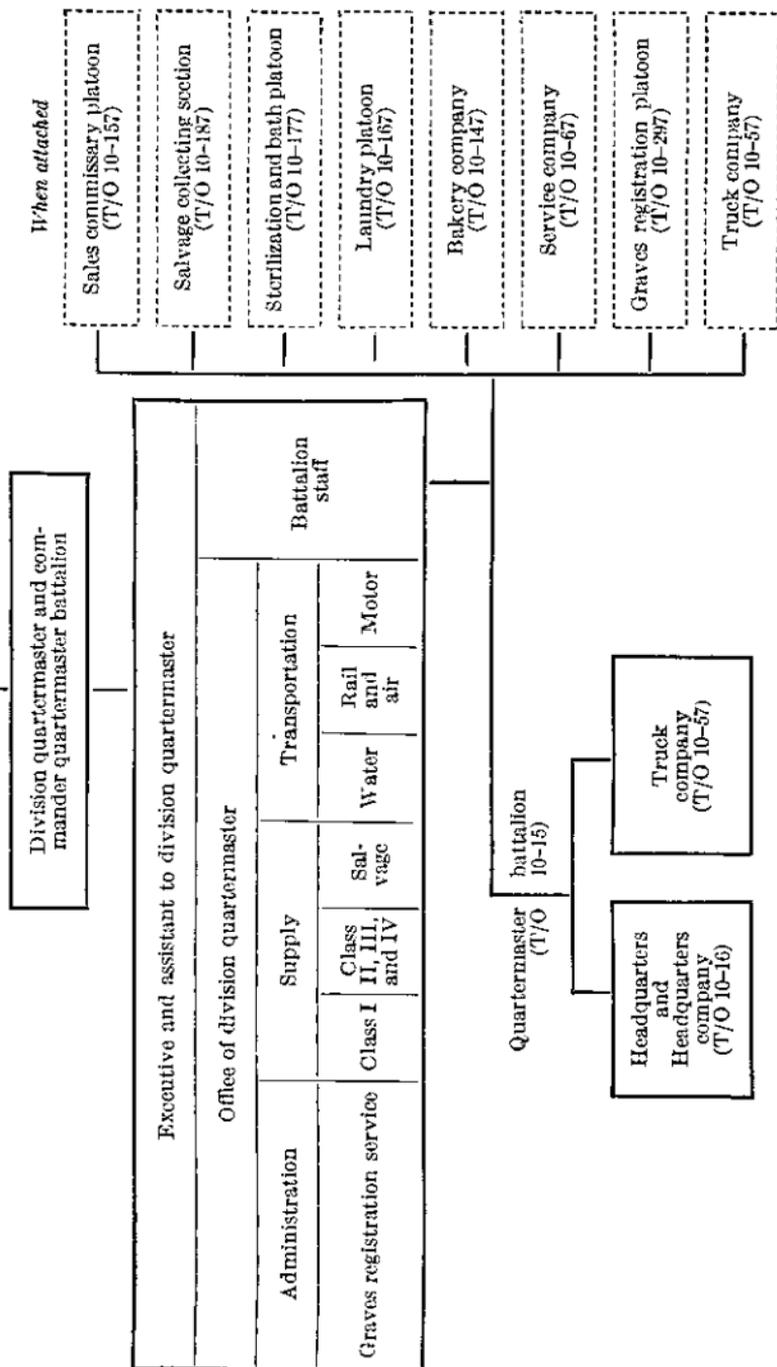 Division quartermaster and com-
mander quartermaster battalion
Executive and assistant to division quartermaster
Office of division quartermaster
Battalion
staff
Administration
Supply
Transportation
Graves registration service
Class I
Class
II, III,
and IV
Sal-
vage
Water
Rail
and
air
Motor
When attached
Sales commissary platoon
(T/O 10-157)
Salvage collecting section
(T/O 10-187)
Sterilization and bath platoon
(T/O 10-177)
Laundry platoon
(T/O 10-167)
Bakery company
(T/O 10-147)
Service company
(T/O 10-67)
Graves registration platoon
(T/O 10-297)
Truck company
(T/O 10-57)
Quartermaster battalion
(T/O 10-15)
Headquarters
and
Headquarters
company
(T/O 10-16)
Truck
company
(T/O 10-57)